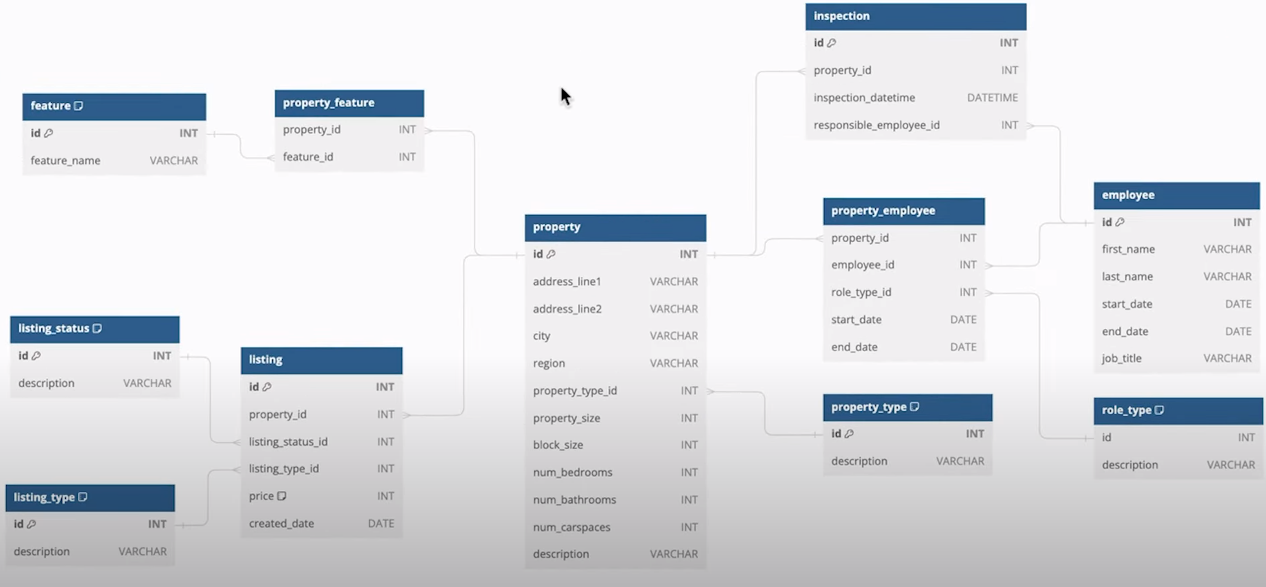 inspection
id INT
property_id INT
inspection_datetime DATETIME
responsible_employee_id INT
feature
id INT
feature_name VARCHAR
property_feature
property_id INT
feature_id INT
employee
id INT
first_name VARCHAR
last_name VARCHAR
start_date DATE
end_date DATE
job_title VARCHAR
property_employee
property_id INT
employee_id INT
role_type_id INT
start_date DATE
end_date DATE
property
id INT
address_line1 VARCHAR
address_line2 VARCHAR
city VARCHAR
region VARCHAR
property_type_id INT
property_size INT
block_size INT
num_bedrooms INT
num_bathrooms INT
num_carspaces INT
description VARCHAR
listing_status
id INT
description VARCHAR
listing
id INT
property_id INT
listing_status_id INT
listing_type_id INT
price INT
created_date DATE
property_type
id INT
description VARCHAR
role_type
id INT
description VARCHAR
listing_type
id INT
description VARCHAR